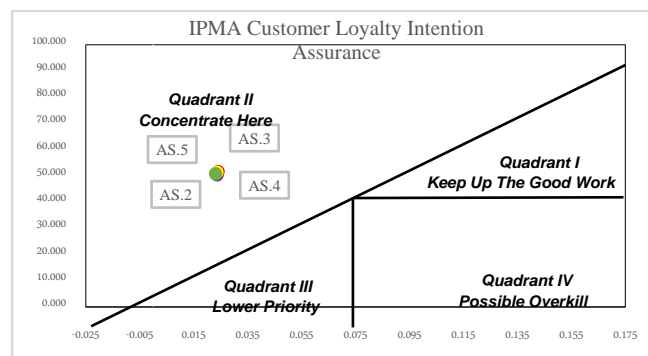 IPMA Customer Loyalty Intention
Assurance
100.000
90.000
80.000
70.000
60.000
50.000
40.000
30.000
20.000
10.000
0.000
Quadrant II
Concentrate Here
AS.3
AS.5
AS.2
AS.4
Quadrant I
Keep Up The Good Work
Quadrant III
Lower Priority
Quadrant IV
Possible Overkill
-0.025
-0.005
0.015
0.035
0.055
0.075
0.095
0.115
0.135
0.155
0.175